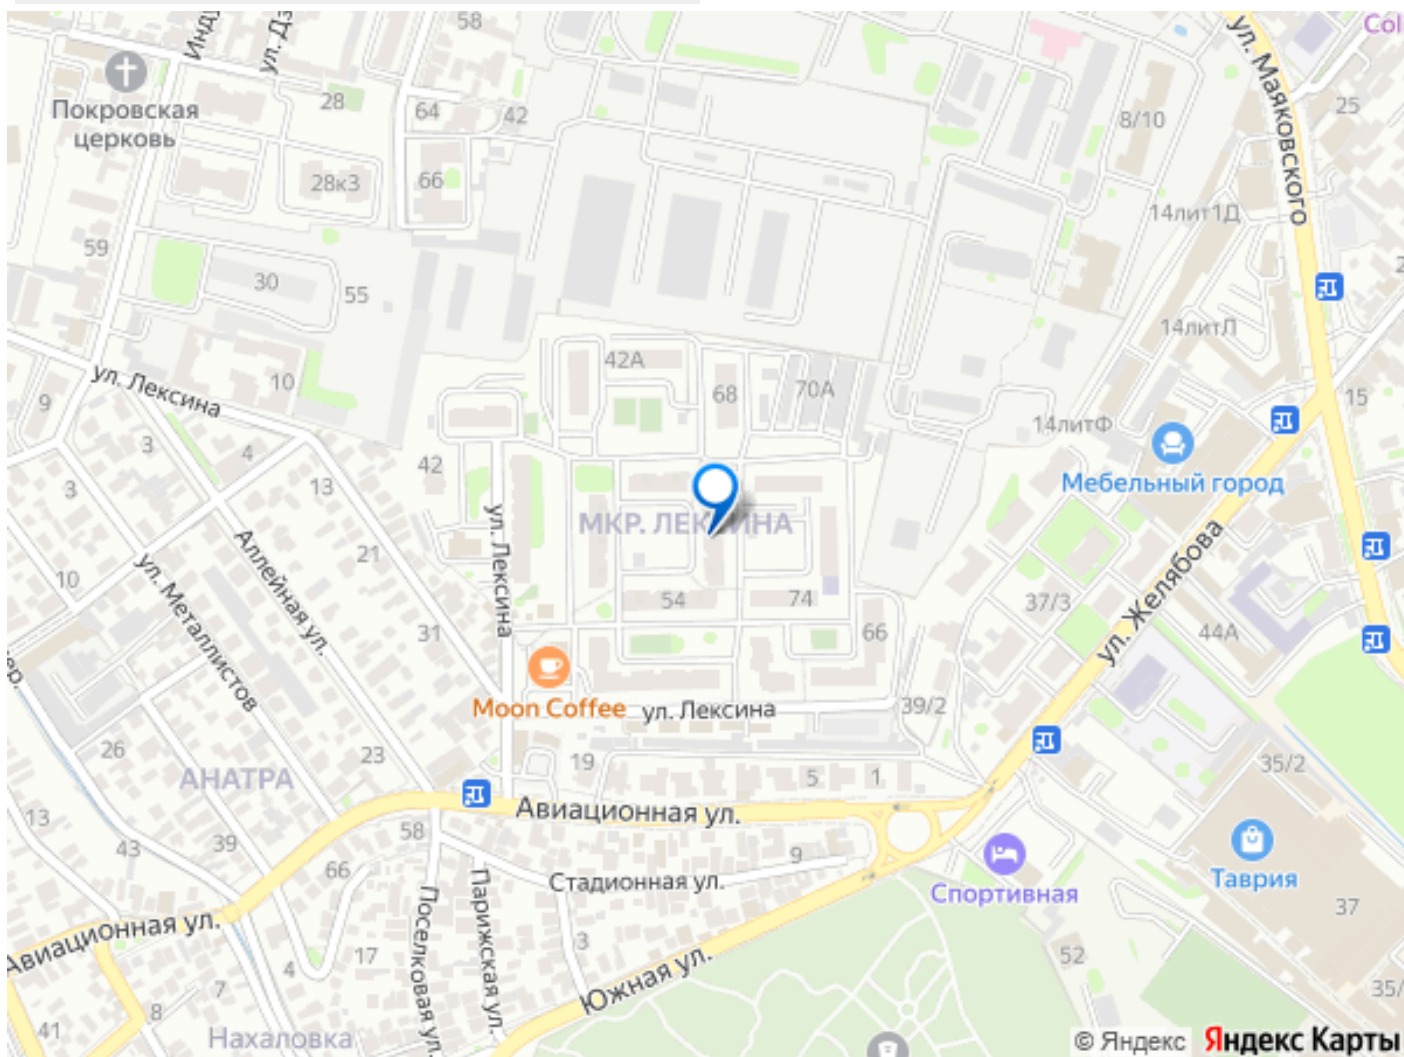 58
ул. Маяковского
Покровская
церковь
28
64
42
8/10
25
28к3
66
14лит1Д
59
30
55
14литЛ
42А
ул. Лексина
10
68
70А
15
9
14литФ
3
4
42
Мебельный город
3
13
ул. Лексина
МКР. ЛЕКСИНА
21
Аллейная ул.
ул. Металлистов
10
54
74
37/3
ул. Желябова
44А
31
66
Moon Coffee
ул. Лексина
39/2
26
23
19
5
1
35/2
АНАТРА
Авиационная ул.
13
43
39
58
66
9
Таврия
Стадионная ул.
Спортивная
37
Авиационная ул.
Поселковая ул.
Парижская ул.
17
3
52
4
Южная ул.
7
8
41
Нахаловка
35/
© Яндекс Яндекс Карты